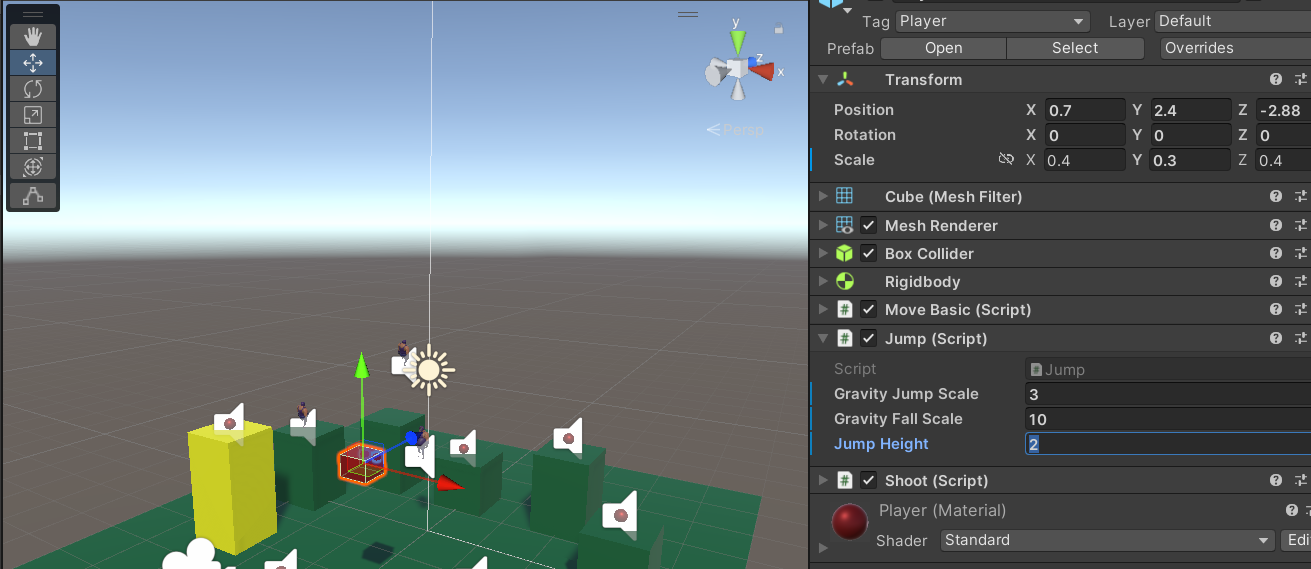 y
z
x
Persp
Tag Player Layer Default
Prefab Open Select Overrides
Transform
Position X 0.7 Y 2.4 Z -2.88
Rotation X 0 Y 0 Z 0
Scale X 0.4 Y 0.3 Z 0.4
Cube (Mesh Filter)
Mesh Renderer
Box Collider
Rigidbody
Move Basic (Script)
Jump (Script)
Script # Jump
Gravity Jump Scale 3
Gravity Fall Scale 10
Jump Height 2
Shoot (Script)
Player (Material)
Shader Standard Edi